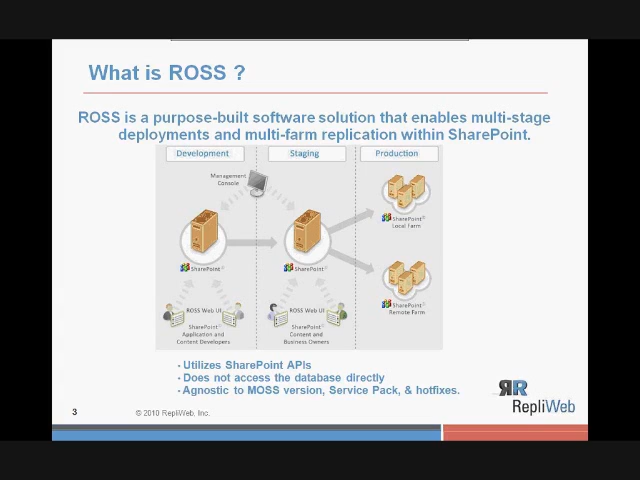 What is ROSS ?
ROSS is a purpose-built software solution that enables multi-stage
deployments and multi-farm replication within SharePoint.
Development
Staging
Production
Management
Console
SharePoint
SharePoint
SharePoint
Local Farm
SharePoint
Remote Farm
ROSS Web UI
SharePoint
Application and
Content Developers
ROSS Web UI
SharePoint
Content and
Business Owners
• Utilizes SharePoint APIs
• Does not access the database directly
• Agnostic to MOSS version, Service Pack, & hotfixes.
RR
RepliWeb
3
© 2010 RepliWeb, Inc.